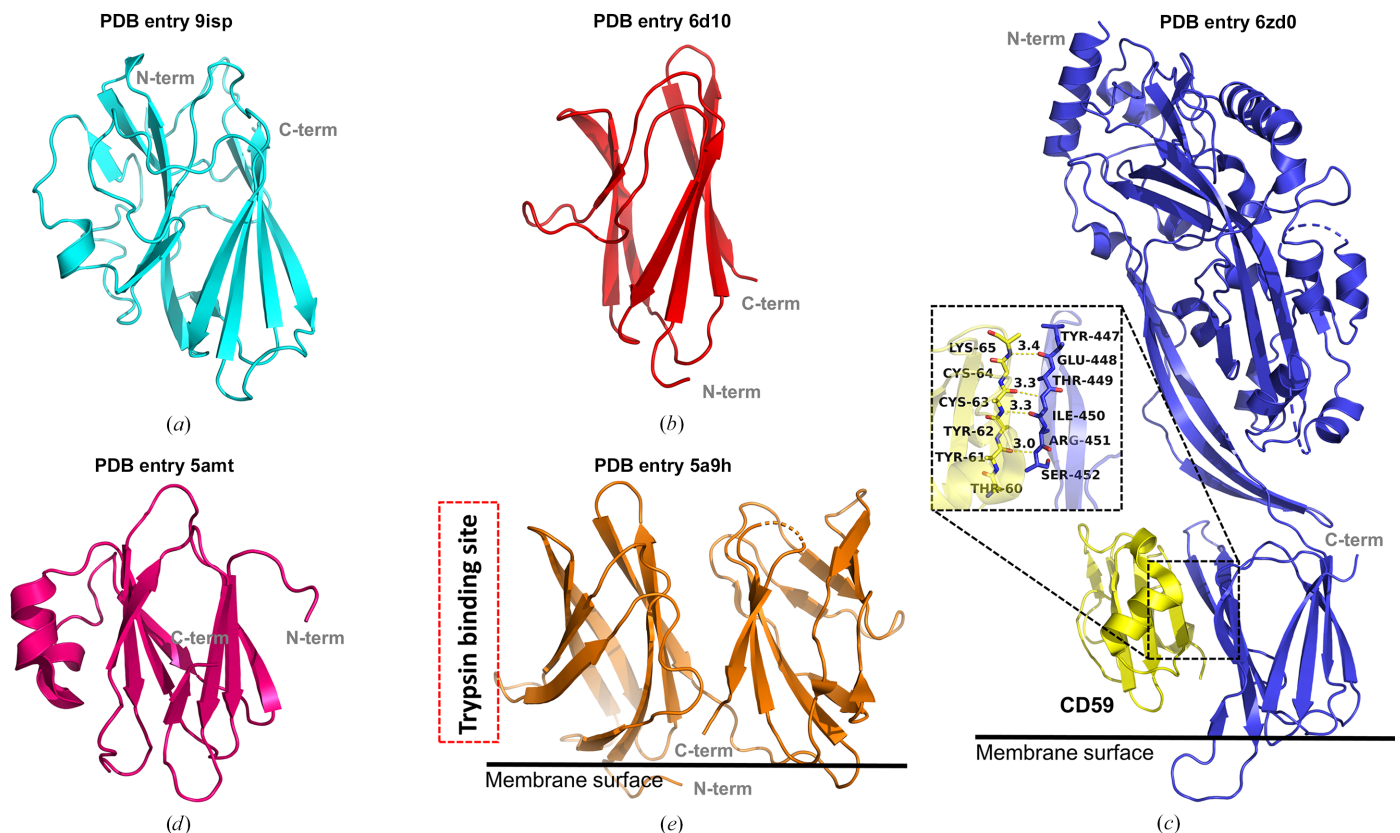 PDB entry 9isp
N-term
C-term
(a)
PDB entry 6d10
C-term
N-term
(b)
PDB entry 6zd0
N-term
LYS-65
3.4
TYR-447
GLU-448
CYS-64
THR-449
3.3
CYS-63
3.3
ILE-450
TYR-62
ARG-451
3.0
TYR-61
SER-452
THR-60
C-term
CD59
Membrane surface
(c)
PDB entry 5amt
C-term
N-term
(d)
PDB entry 5a9h
Trypsin binding site
C-term
Membrane surface
N-term
(e)